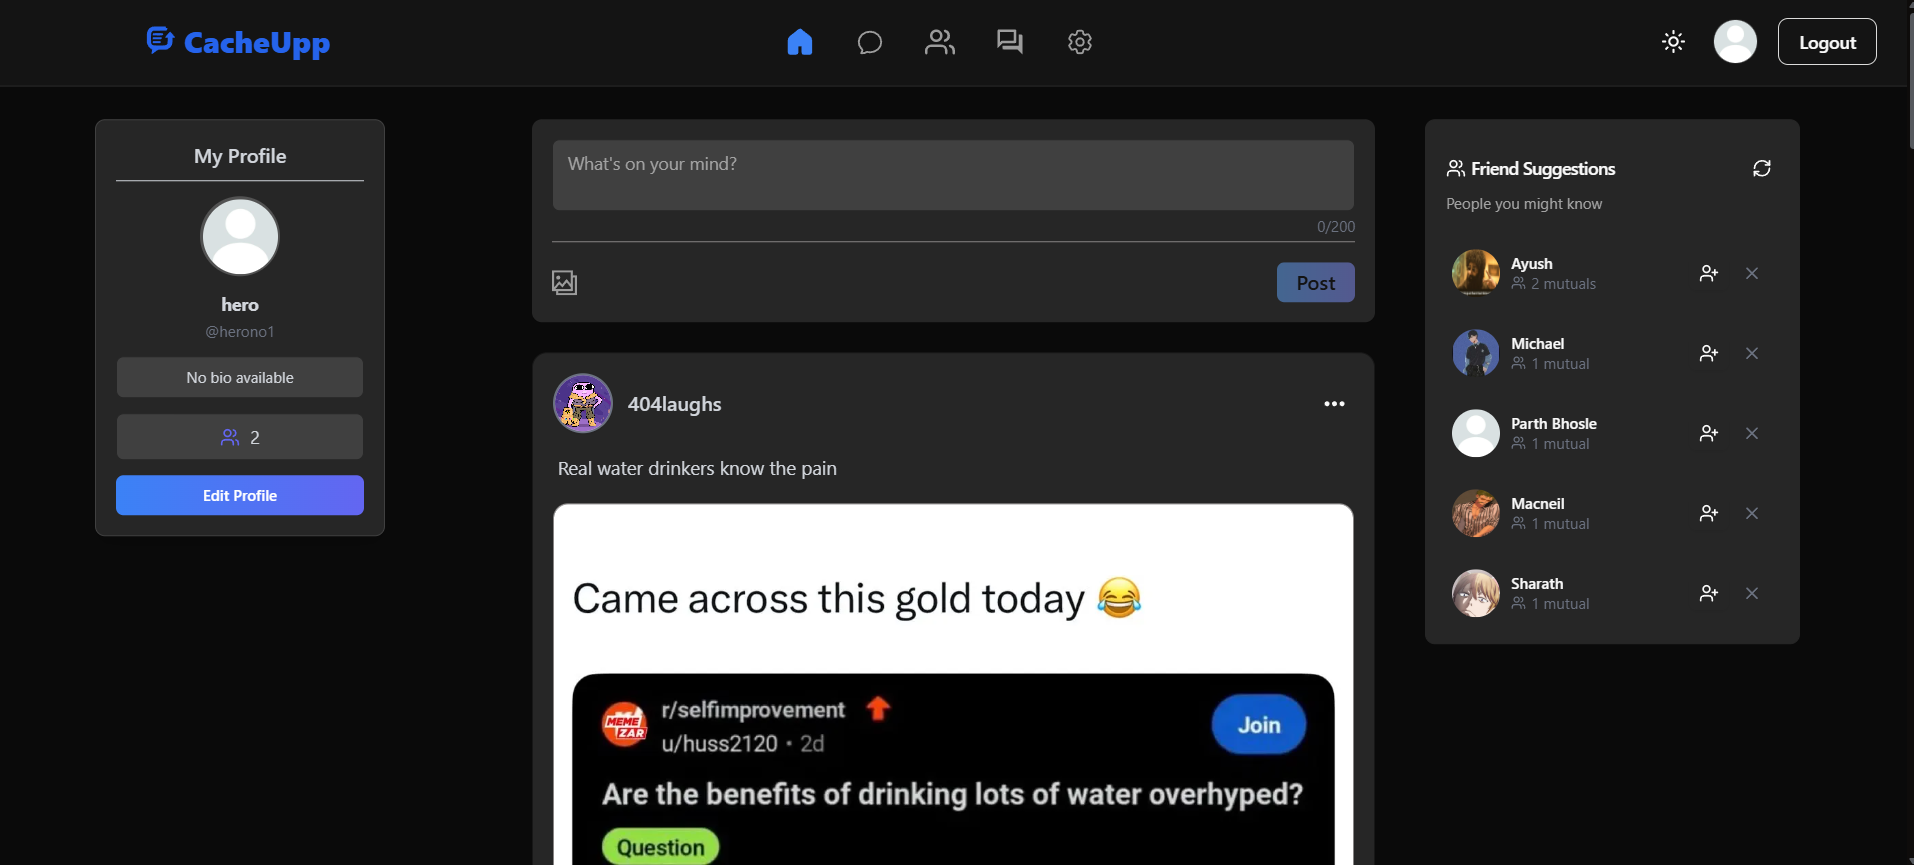 CacheUpp
Logout
My Profile
hero
@herono1
No bio available
2
Edit Profile
What's on your mind?
0/200
Post
404laughs
Real water drinkers know the pain
Came across this gold today 😂
MEME
ZAR
r/selfimprovement
u/huss2120 • 2d
Join
Are the benefits of drinking lots of water overhyped?
Question
Friend Suggestions
People you might know
Ayush
2 mutuals
Michael
1 mutual
Parth Bhosle
1 mutual
Macneil
1 mutual
Sharath
1 mutual